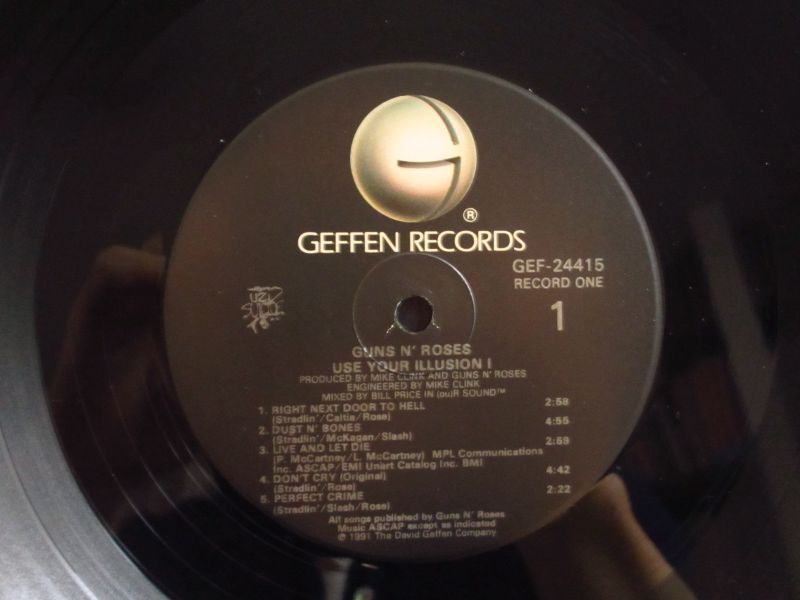 ®
GEFFEN RECORDS
GEF-24415
RECORD ONE
1
GUNS N' ROSES
USE YOUR ILLUSION I
PRODUCED BY MIKE CLINK AND GUNS N' ROSES
ENGINEERED BY MIKE CLINK
MIXED BY BILL PRICE IN (ou)R SOUND™
1. RIGHT NEXT DOOR TO HELL 2:58
(Stradlin'/Caltia/Rose)
2. DUST N' BONES 4:55
(Stradlin'/McKagan/Slash)
3. LIVE AND LET DIE 2:59
(P. McCartney/L. McCartney) MPL Communications
Inc. ASCAP/EMI Unart Catalog Inc. BMI
4. DON'T CRY (Original) 4:42
(Stradlin'/Rose)
5. PERFECT CRIME 2:22
(Stradlin'/Slash/Rose)
All songs published by Guns N' Roses
Music ASCAP except as indicated
℗ 1991 The David Geffen Company